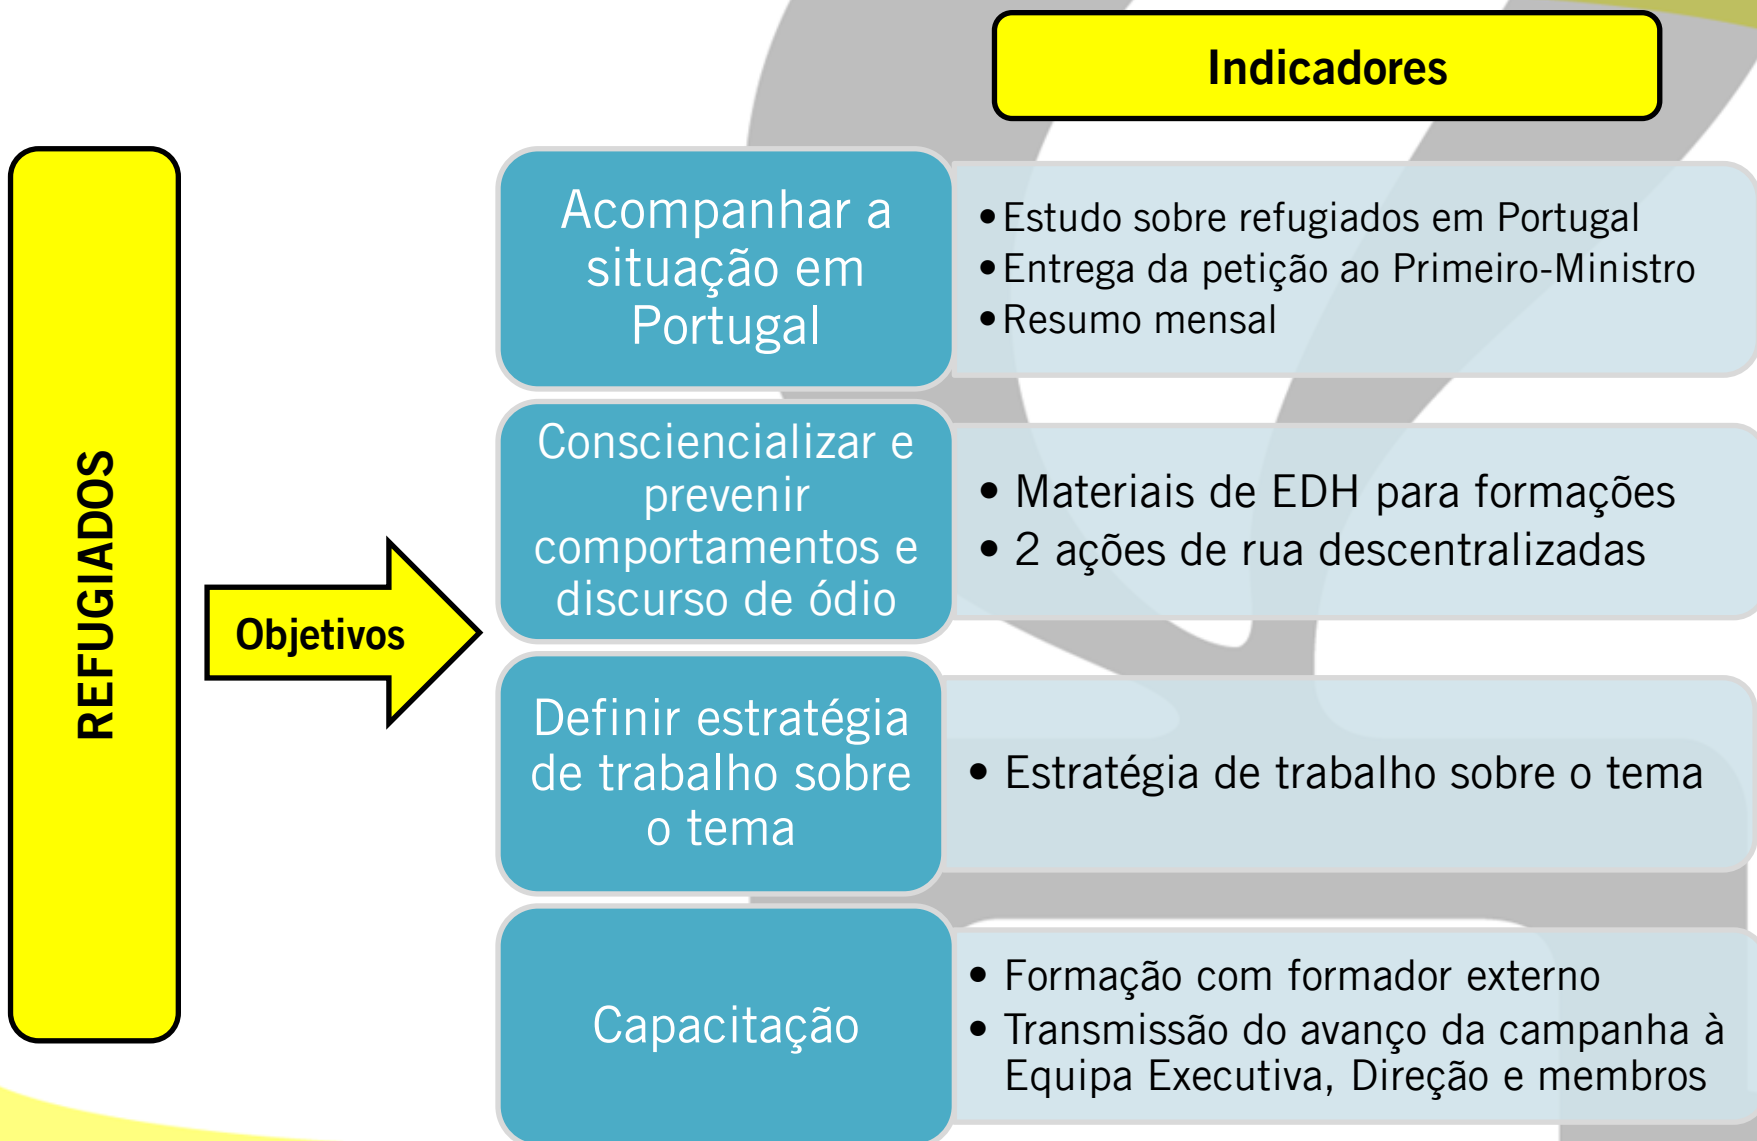 Indicadores
REFUGIADOS
Objetivos
Acompanhar a
situação em
Portugal
•Estudo sobre refugiados em Portugal
•Entrega da petição ao Primeiro-Ministro
•Resumo mensal
Consciencializar e
prevenir
comportamentos e
discurso de ódio
• Materiais de EDH para formações
• 2 ações de rua descentralizadas
Definir estratégia
de trabalho sobre
o tema
• Estratégia de trabalho sobre o tema
Capacitação
• Formação com formador externo
• Transmissão do avanço da campanha à
Equipa Executiva, Direção e membros